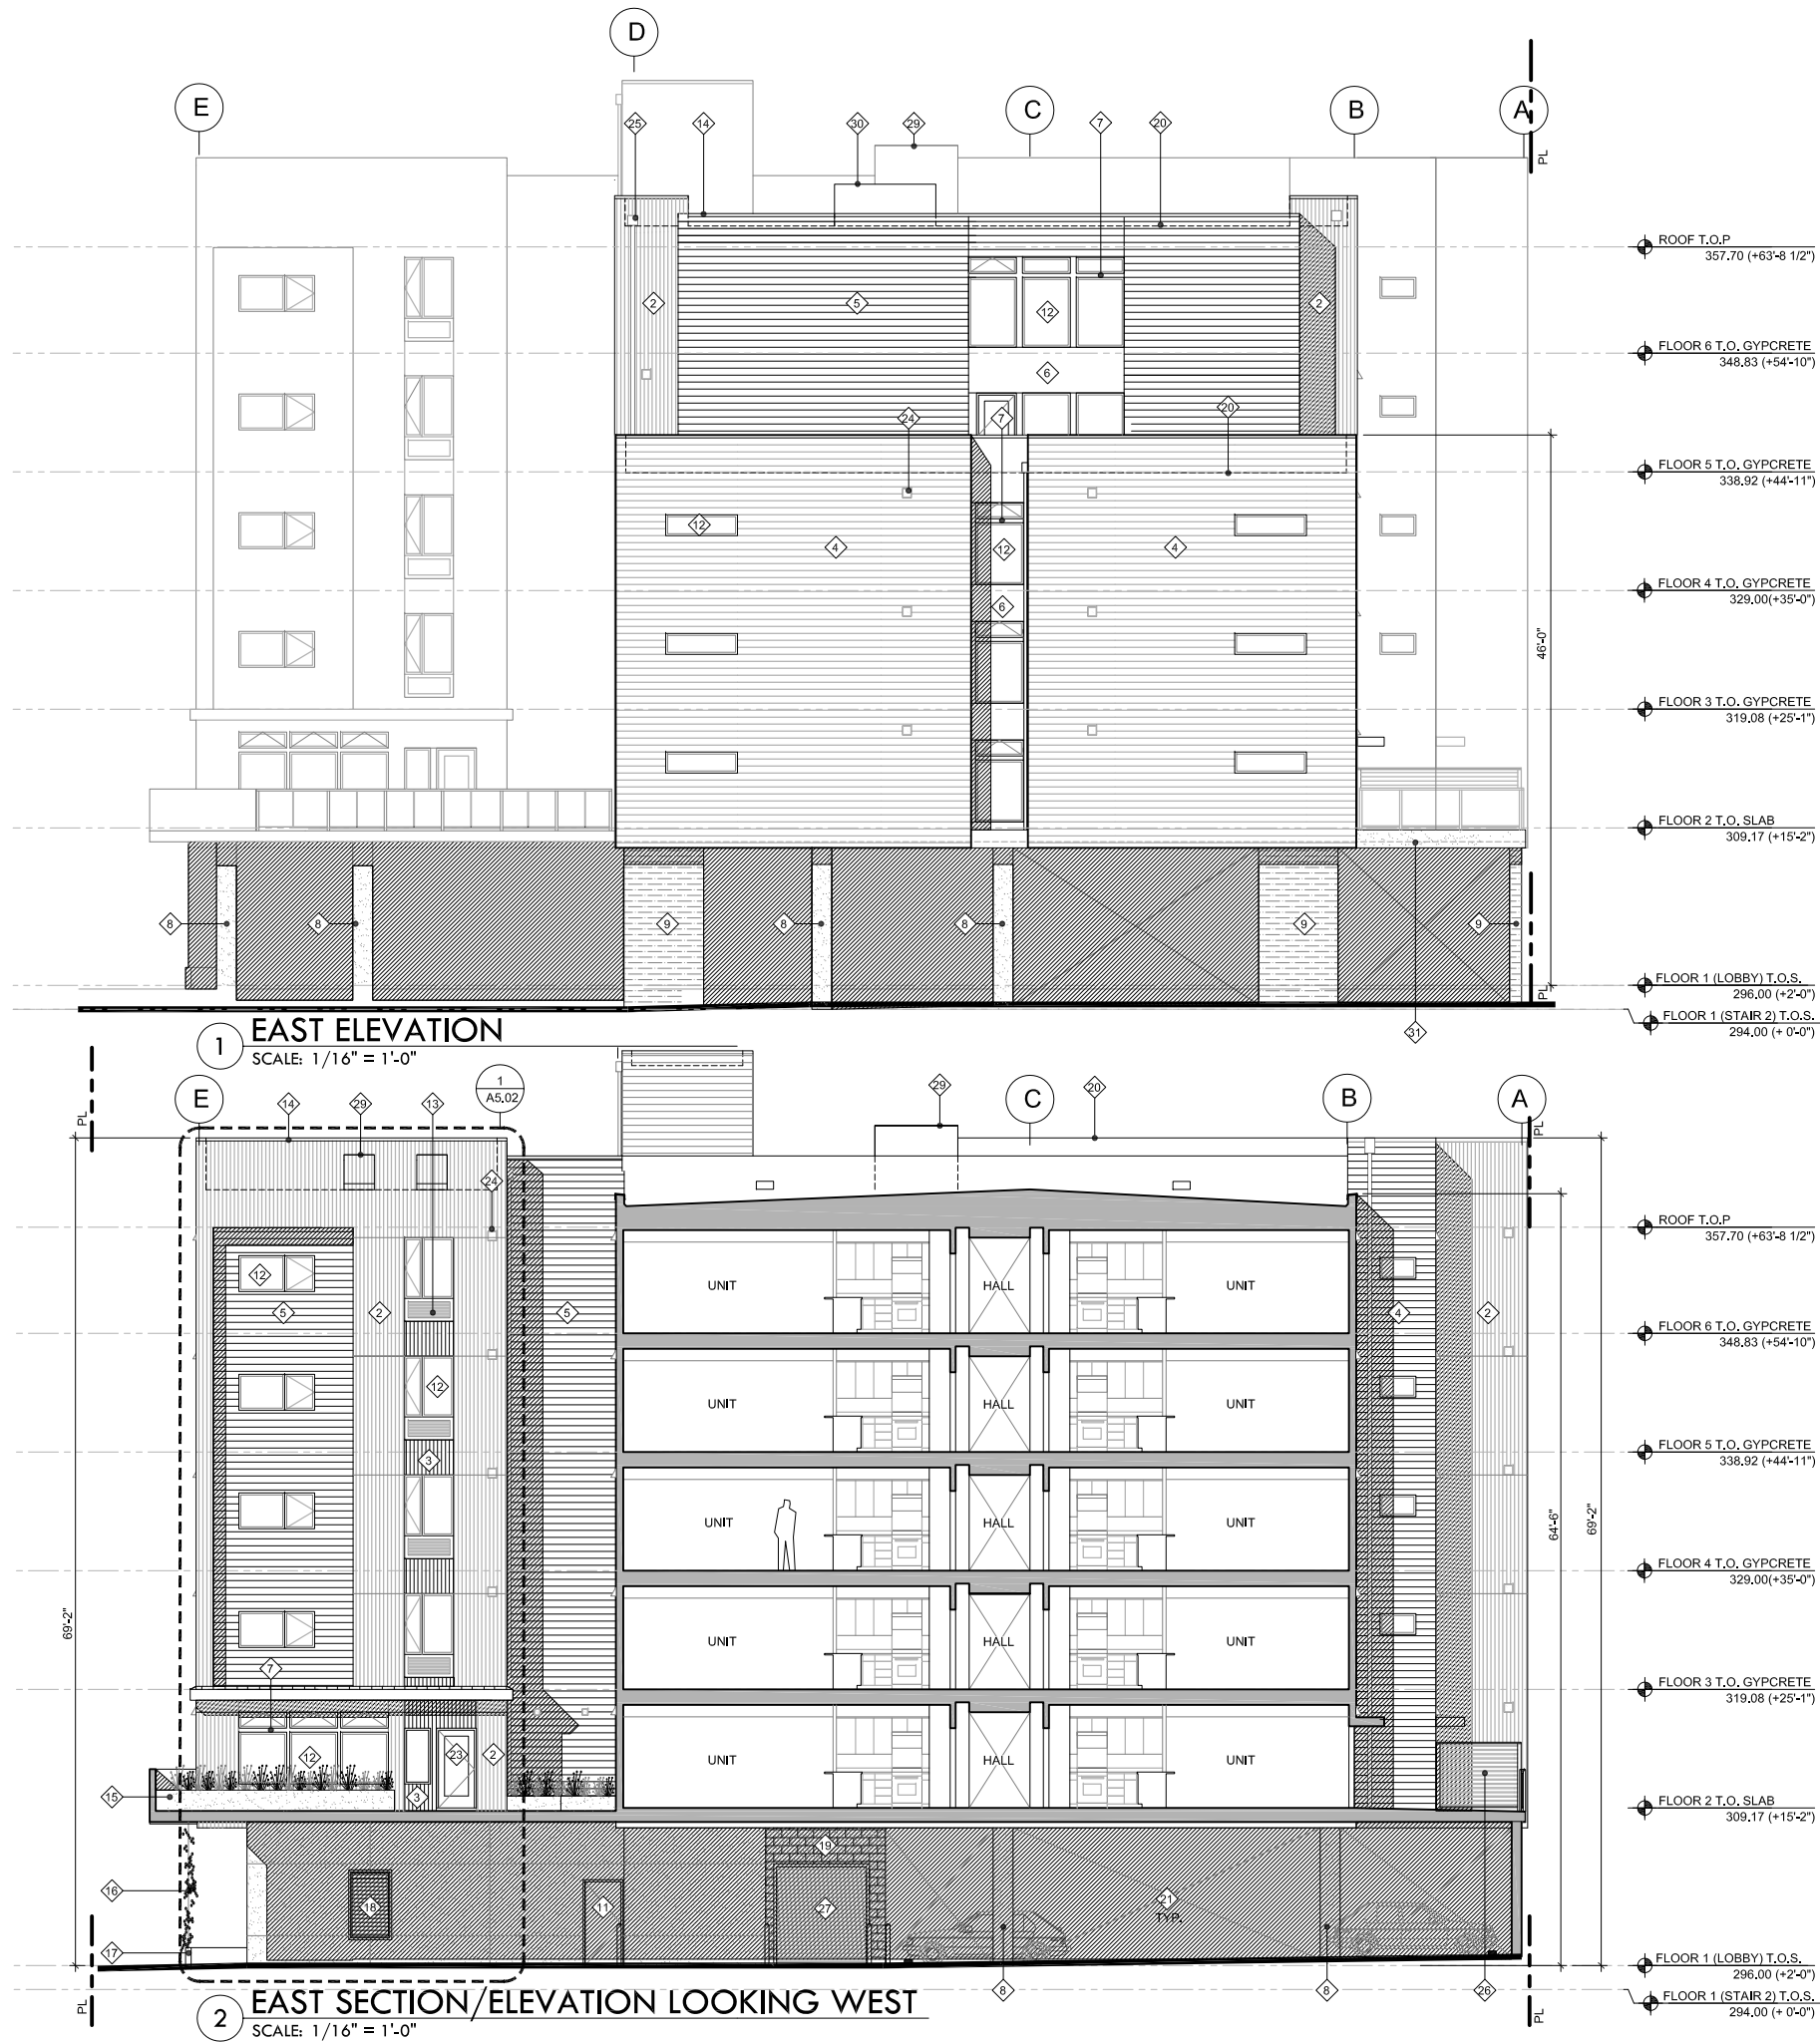 D
E
C
B
A
25
14
30
29
7
20
PL
ROOF T.O.P
357.70 (+63'-8 1/2")
2
5
12
2
FLOOR 6 T.O. GYPCRETE
348.83 (+54'-10")
6
24
7
20
FLOOR 5 T.O. GYPCRETE
338.92 (+44'-11")
12
4
12
4
FLOOR 4 T.O. GYPCRETE
329.00(+35'-0")
6
46'-0"
FLOOR 3 T.O. GYPCRETE
319.08 (+25'-1")
FLOOR 2 T.O. SLAB
309.17 (+15'-2")
8
8
9
8
8
9
9
FLOOR 1 (LOBBY) T.O.S.
296.00 (+2'-0")
PL
FLOOR 1 (STAIR 2) T.O.S.
294.00 (+ 0'-0")
31
1
EAST ELEVATION
SCALE: 1/16" = 1'-0"
PL
E
14
29
13
1
A5.02
29
C
20
B
A
PL
24
ROOF T.O.P
357.70 (+63'-8 1/2")
12
5
2
5
UNIT
HALL
UNIT
4
2
FLOOR 6 T.O. GYPCRETE
348.83 (+54'-10")
12
UNIT
HALL
UNIT
3
FLOOR 5 T.O. GYPCRETE
338.92 (+44'-11")
UNIT
HALL
UNIT
64'-6"
69'-2"
FLOOR 4 T.O. GYPCRETE
329.00(+35'-0")
69'-2"
UNIT
HALL
UNIT
7
FLOOR 3 T.O. GYPCRETE
319.08 (+25'-1")
12
23
2
UNIT
HALL
UNIT
15
3
FLOOR 2 T.O. SLAB
309.17 (+15'-2")
19
16
18
11
27
21
TYP.
17
FLOOR 1 (LOBBY) T.O.S.
296.00 (+2'-0")
8
8
26
PL
PL
FLOOR 1 (STAIR 2) T.O.S.
294.00 (+ 0'-0")
2
EAST SECTION/ELEVATION LOOKING WEST
SCALE: 1/16" = 1'-0"